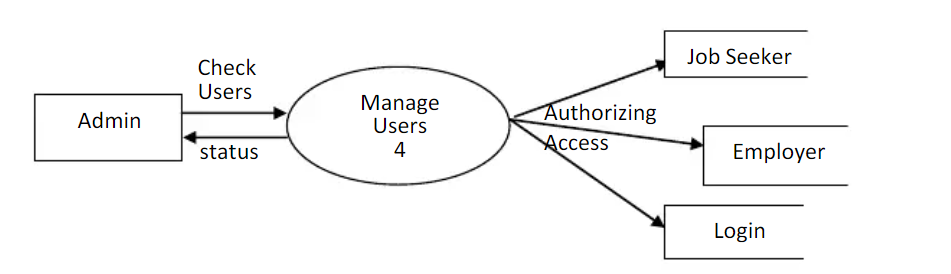 Admin
Check
Users
status
Manage
Users
4
Authorizing
Access
Job Seeker
Employer
Login